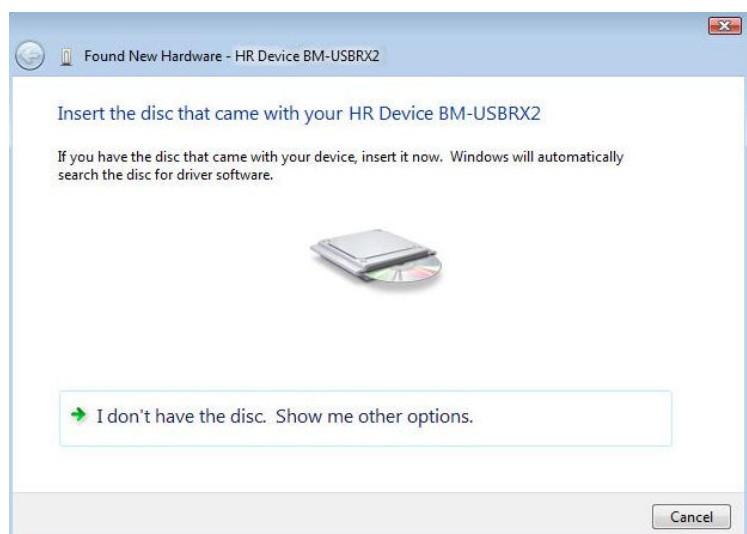 Found New Hardware - HR Device BM-USBRX2
Insert the disc that came with your HR Device BM-USBRX2
If you have the disc that came with your device, insert it now.  Windows will automatically
search the disc for driver software.
I don't have the disc.  Show me other options.
Cancel